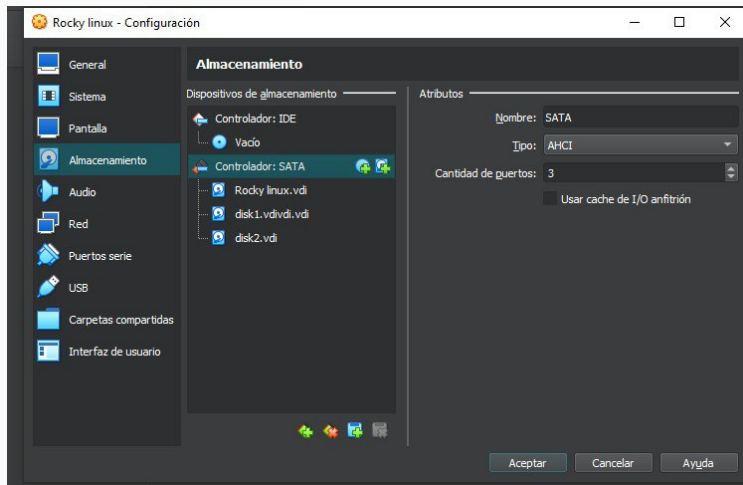 Rocky linux - Configuración
General
Sistema
Pantalla
Almacenamiento
Audio
Red
Puertos serie
USB
Carpetas compartidas
Interfaz de usuario
Almacenamiento
Dispositivos de almacenamiento
Controlador: IDE
Vacío
Controlador: SATA
Rocky linux.vdi
disk1.vdivdi.vdi
disk2.vdi
Atributos
Nombre: SATA
Tipo: AHCI
Cantidad de puertos: 3
Usar cache de I/O anfitrión
Aceptar Cancelar Ayuda